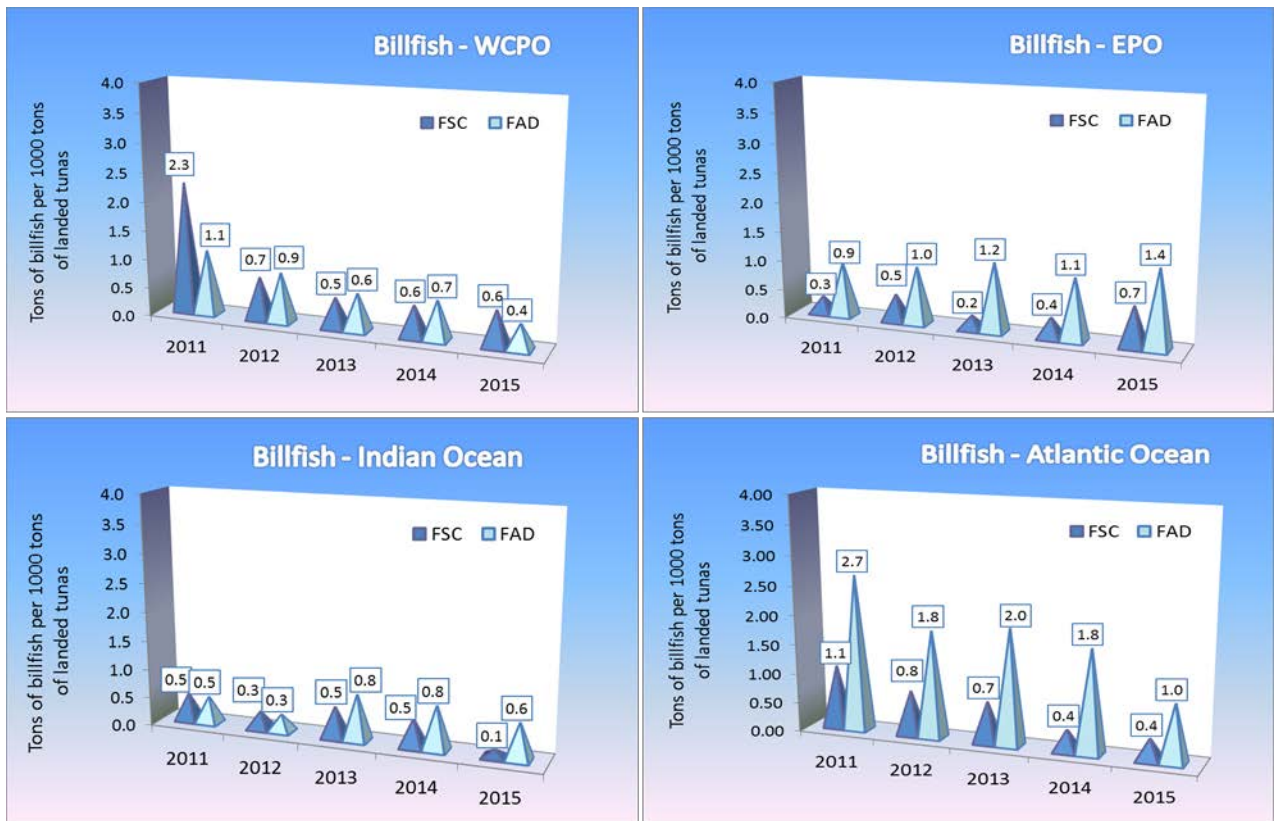 Billfish - WCPO
Tons of billfish per 1000 tons
of landed tunas
4.0
3.5
3.0
2.5
2.0
1.5
1.0
0.5
0.0
FSC FAD
2.3 1.1 0.7 0.9 0.5 0.6 0.6 0.7 0.6 0.4
2011 2012 2013 2014 2015
Billfish - EPO
Tons of billfish per 1000 tons
of landed tunas
4.0
3.5
3.0
2.5
2.0
1.5
1.0
0.5
0.0
FSC FAD
0.3 0.9 0.5 1.0 0.2 1.2 0.4 1.1 0.7 1.4
2011 2012 2013 2014 2015
Billfish - Indian Ocean
Tons of billfish per 1000 tons
of landed tunas
4.0
3.5
3.0
2.5
2.0
1.5
1.0
0.5
0.0
FSC FAD
0.5 0.5 0.3 0.3 0.5 0.8 0.5 0.8 0.1 0.6
2011 2012 2013 2014 2015
Billfish - Atlantic Ocean
Tons of billfish per 1000 tons
of landed tunas
4.00
3.50
3.00
2.50
2.00
1.50
1.00
0.50
0.00
FSC FAD
1.1 2.7 0.8 1.8 0.7 2.0 0.4 1.8 0.4 1.0
2011 2012 2013 2014 2015